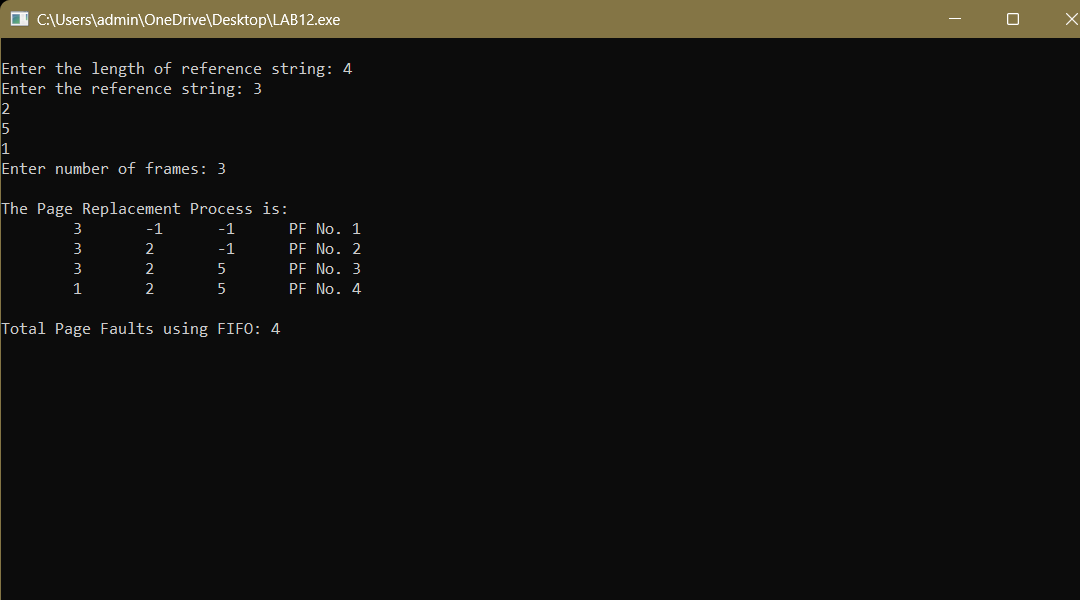 C:\Users\admin\OneDrive\Desktop\LAB12.exe
Enter the length of reference string: 4
Enter the reference string: 3
2
5
1
Enter number of frames: 3
The Page Replacement Process is:
3 -1 -1 PF No. 1
3 2 -1 PF No. 2
3 2 5 PF No. 3
1 2 5 PF No. 4
Total Page Faults using FIFO: 4